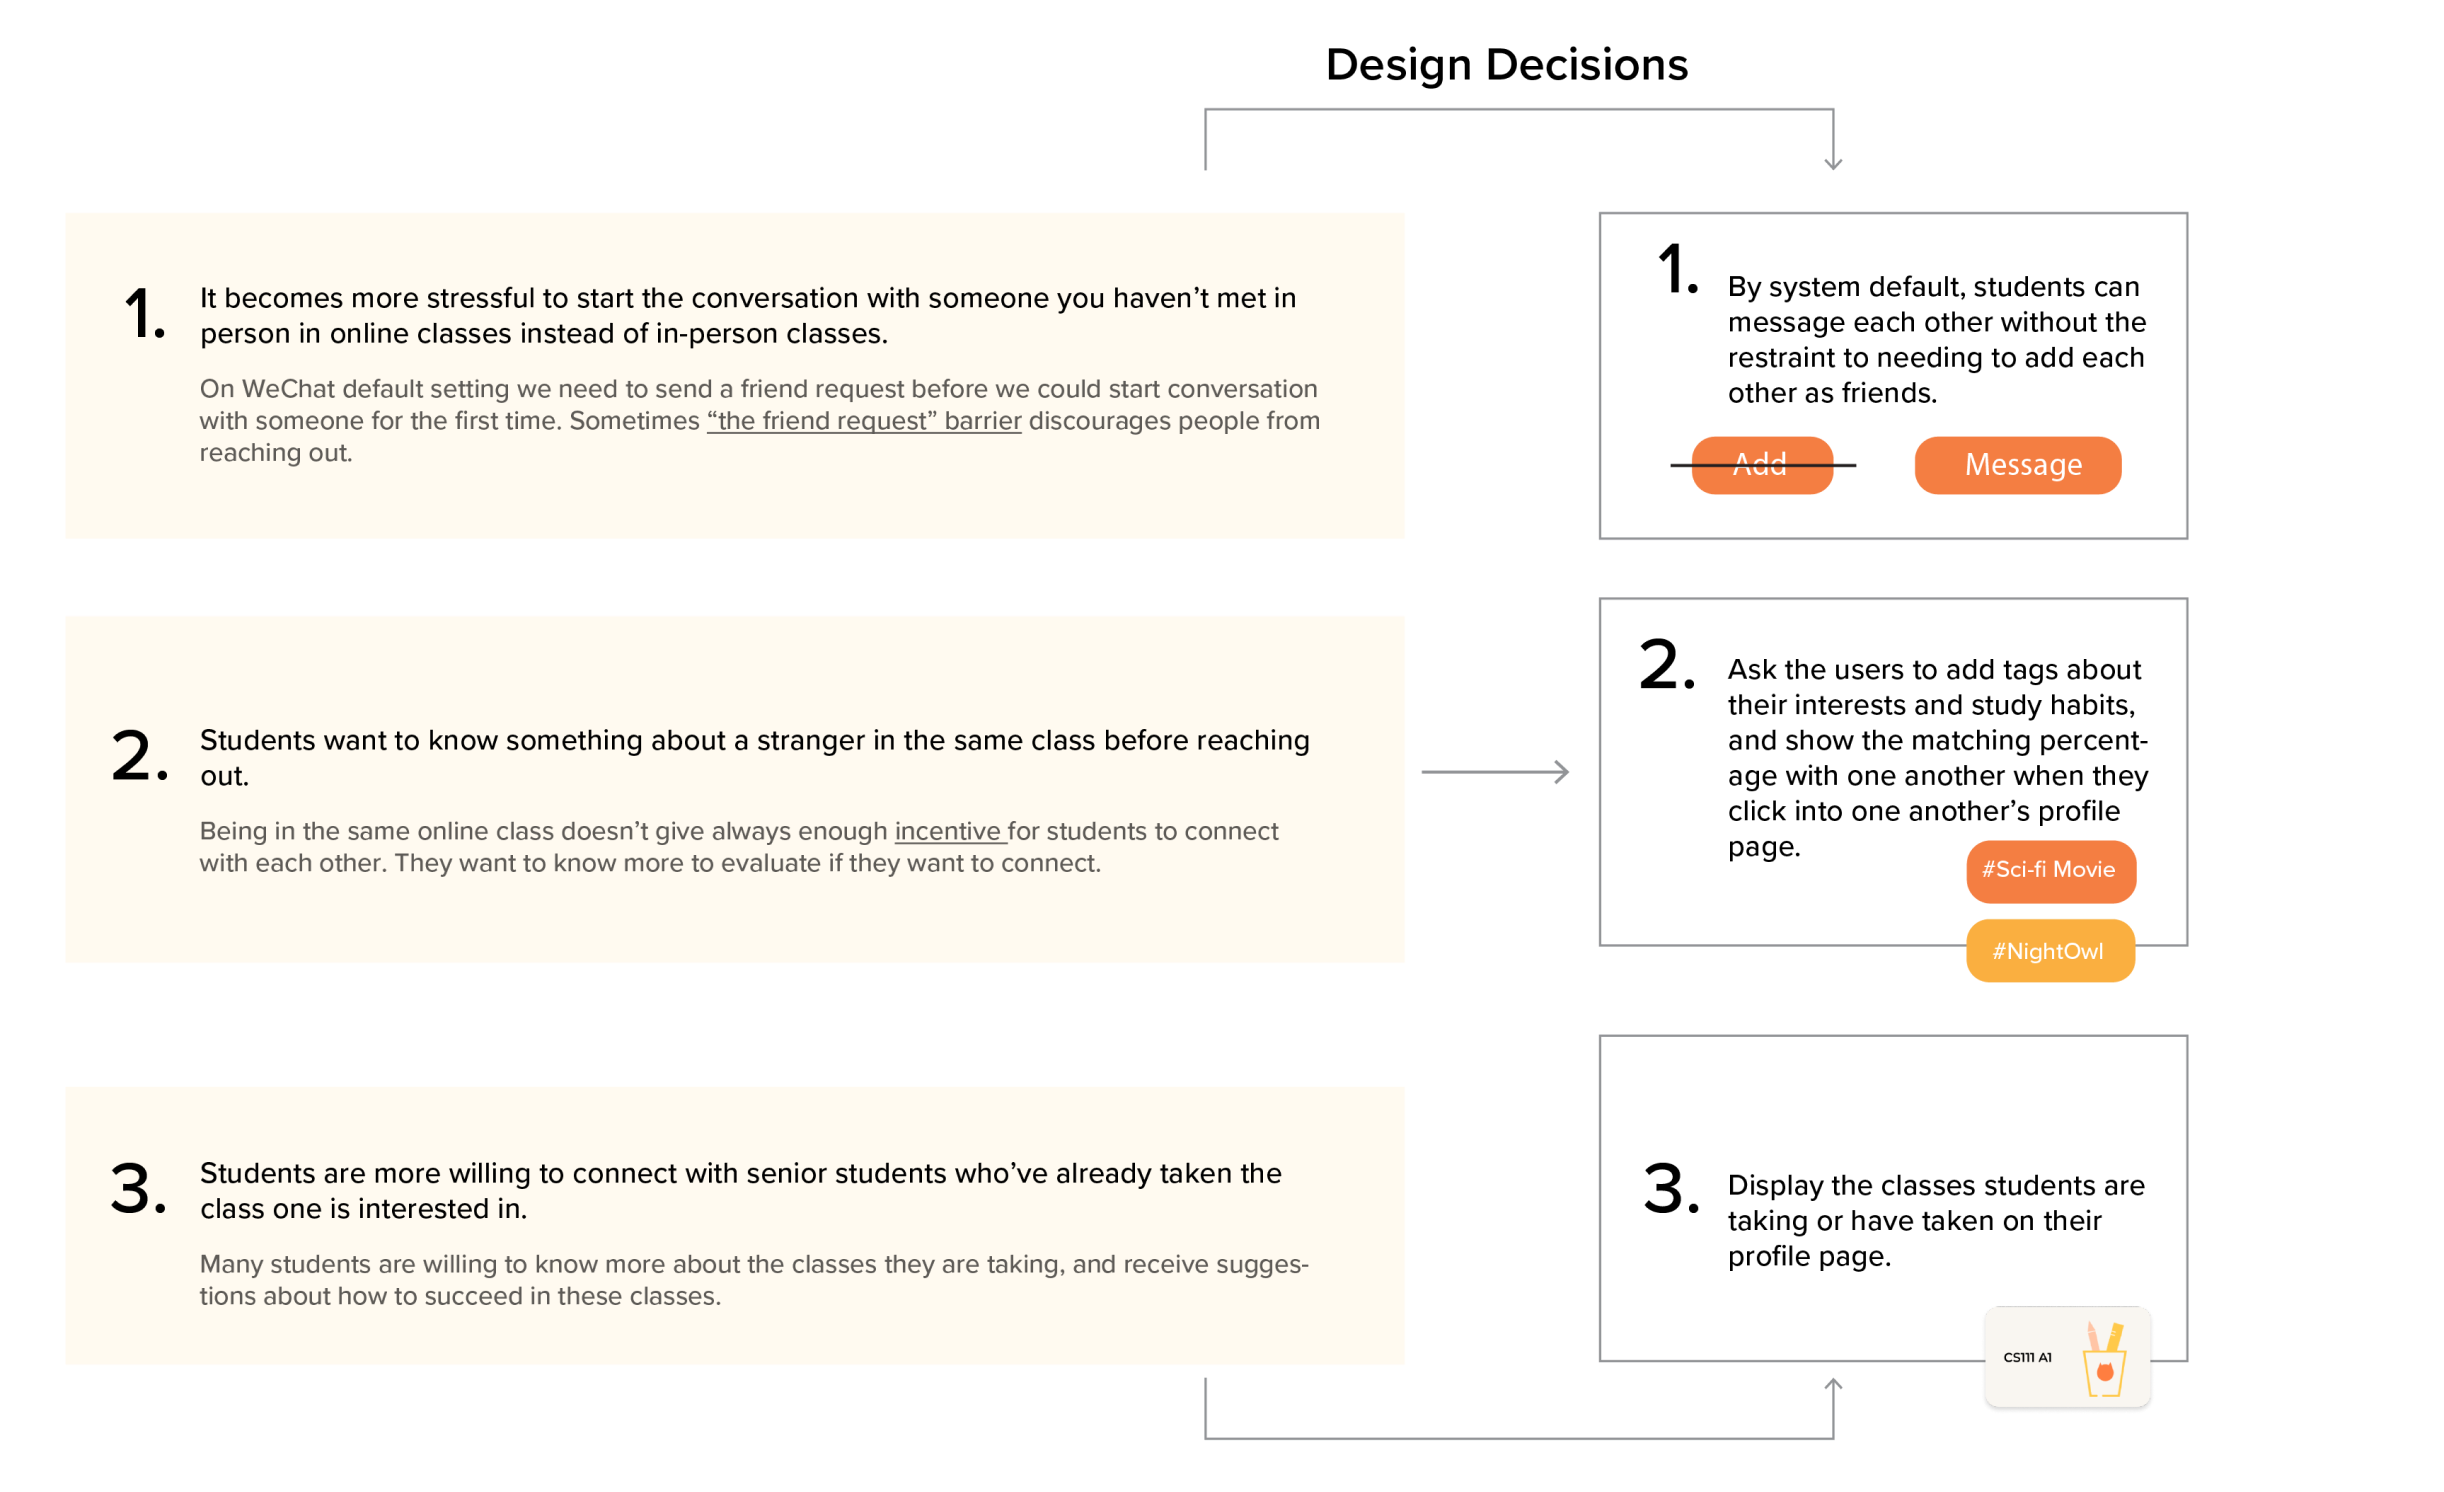 Design Decisions
1.
It becomes more stressful to start the conversation with someone you haven’t met in
person in online classes instead of in-person classes.
On WeChat default setting we need to send a friend request before we could start conversation
with someone for the first time. Sometimes “the friend request” barrier discourages people from
reaching out.
1.
By system default, students can
message each other without the
restraint to needing to add each
other as friends.
Add
Message
2.
Students want to know something about a stranger in the same class before reaching
out.
Being in the same online class doesn’t give always enough incentive for students to connect
with each other. They want to know more to evaluate if they want to connect.
2.
Ask the users to add tags about
their interests and study habits,
and show the matching percent-
age with one another when they
click into one another’s profile
page.
#Sci-fi Movie
#NightOwl
3.
Students are more willing to connect with senior students who’ve already taken the
class one is interested in.
Many students are willing to know more about the classes they are taking, and receive sugges-
tions about how to succeed in these classes.
3.
Display the classes students are
taking or have taken on their
profile page.
CS111 A1